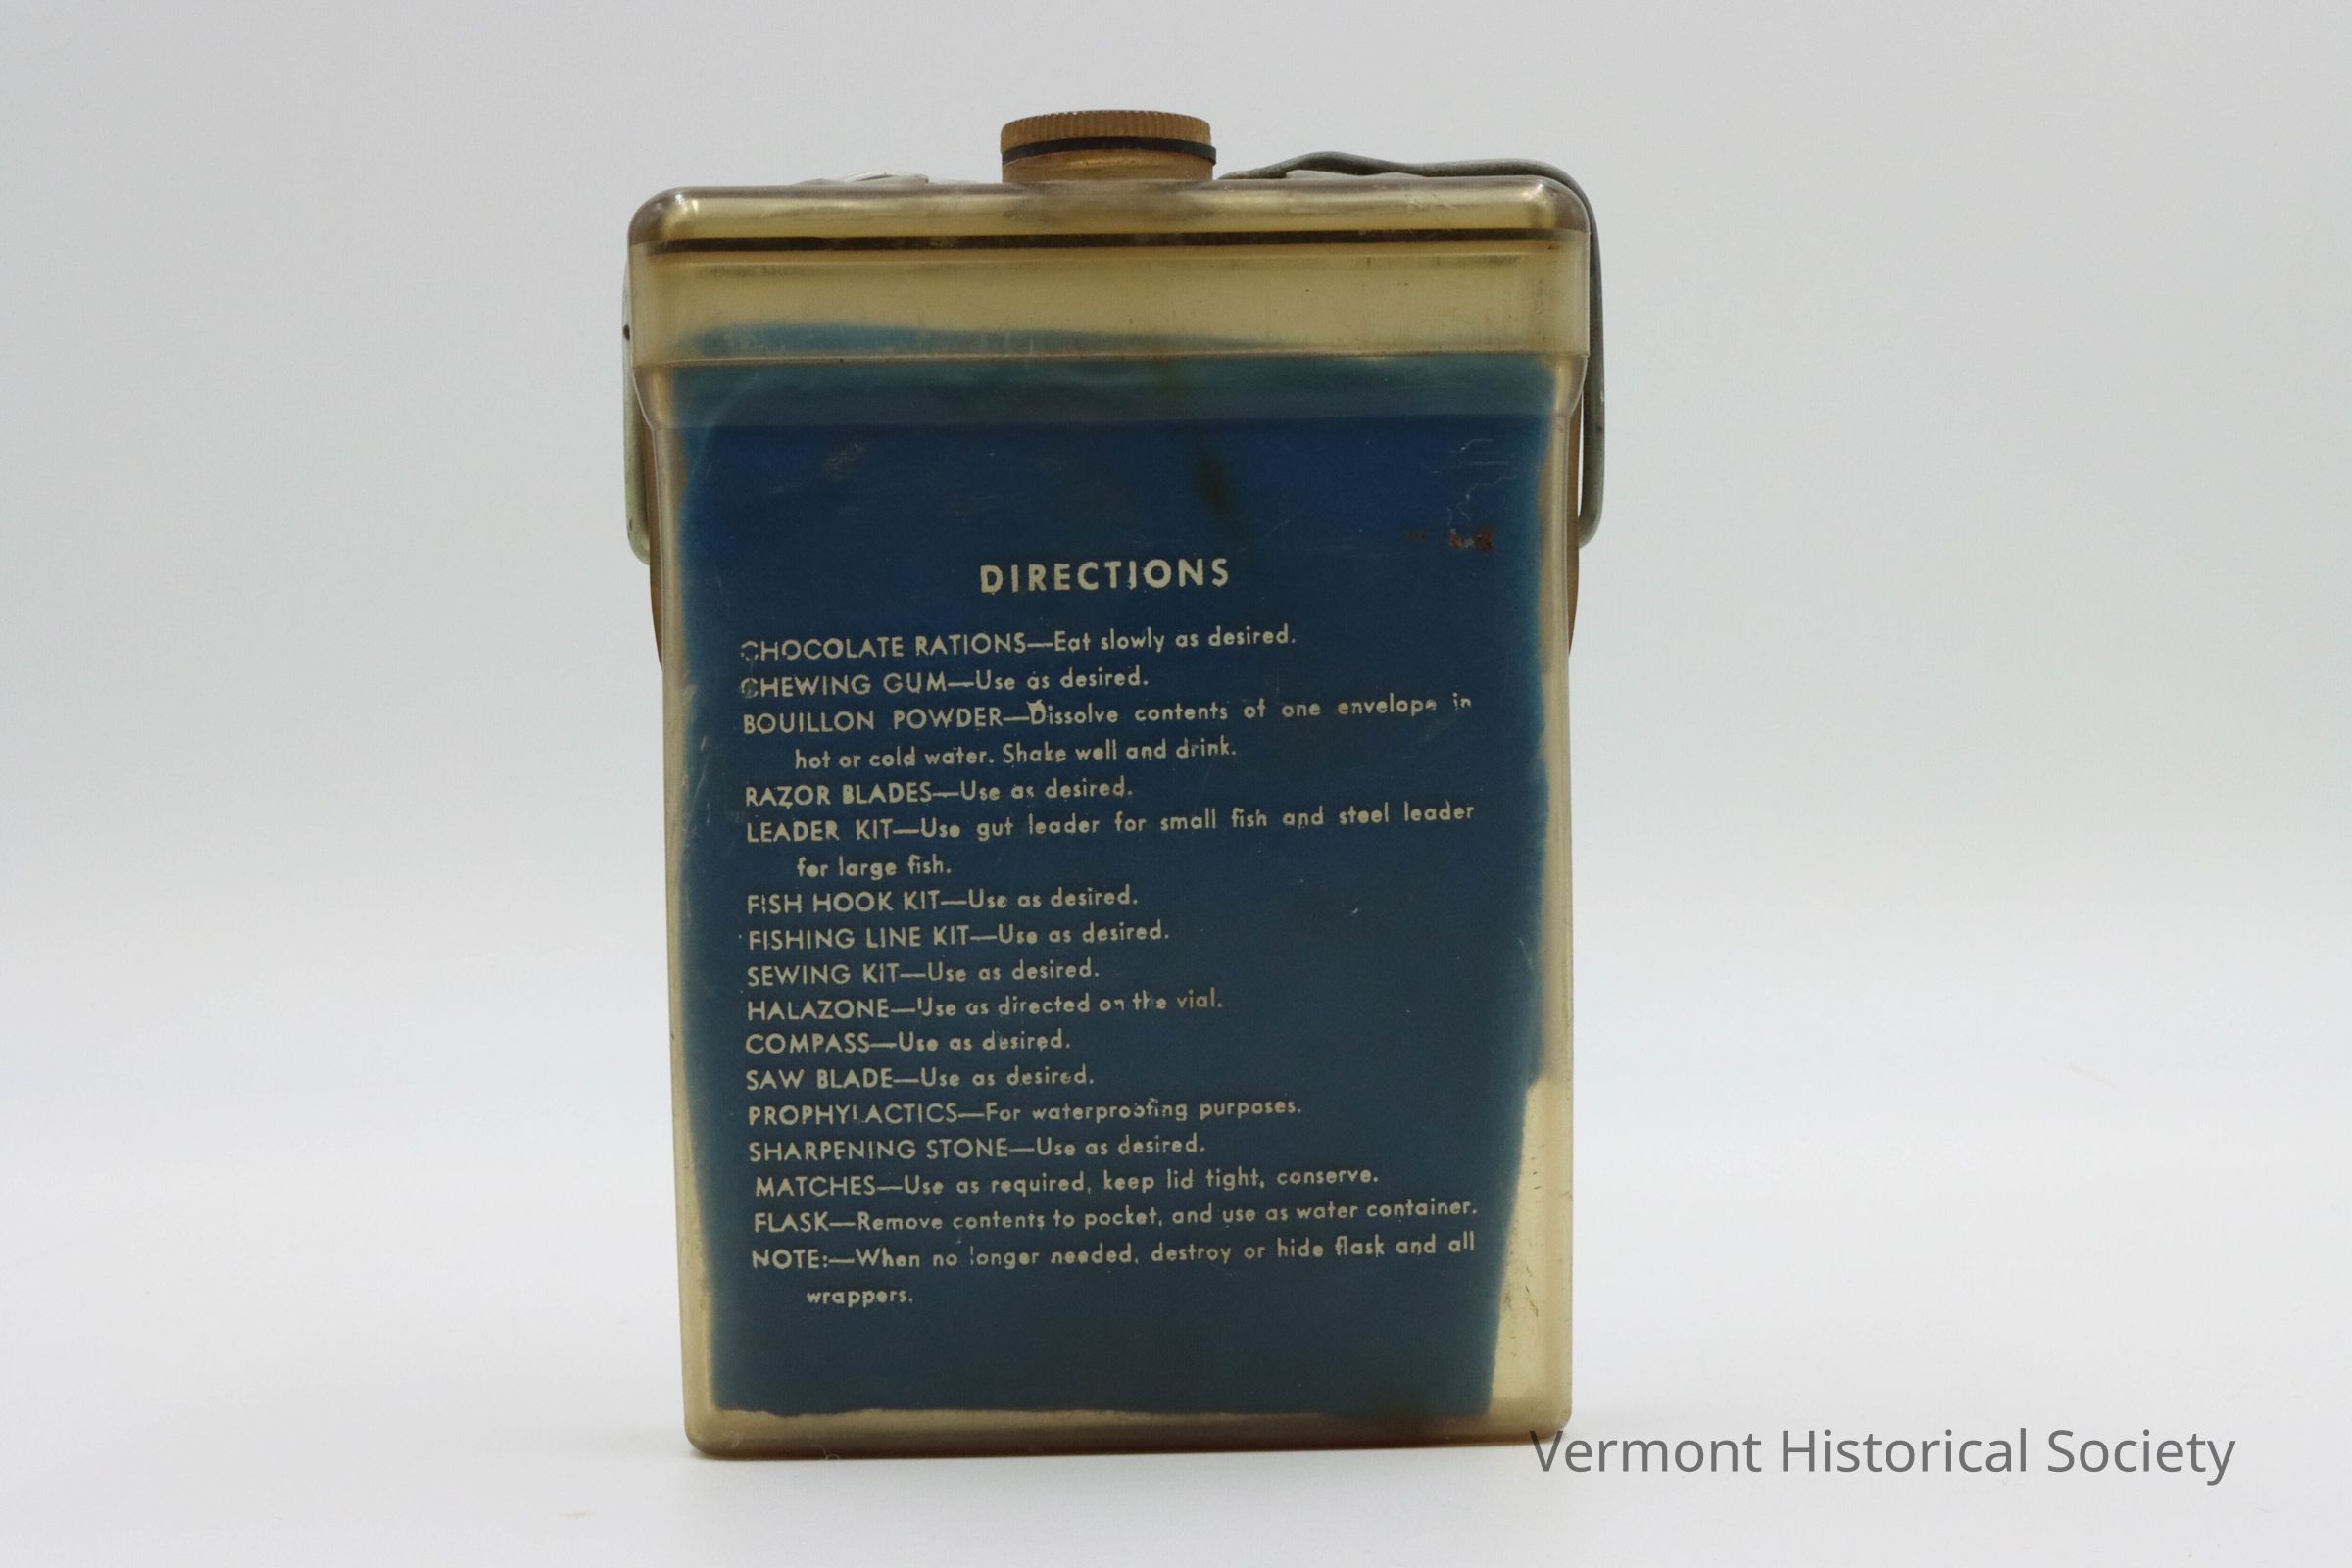 DIRECTIONS
CHOCOLATE RATIONS—Eat slowly as desired.
CHEWING GUM—Use as desired.
BOUILLON POWDER—Dissolve contents of one envelope in
hot or cold water. Shake well and drink.
RAZOR BLADES—Use as desired.
LEADER KIT—Use gut leader for small fish and steel leader
for large fish.
FISH HOOK KIT—Use as desired.
FISHING LINE KIT—Use as desired.
SEWING KIT—Use as desired.
HALAZONE—Use as directed on the vial.
COMPASS—Use as desired.
SAW BLADE—Use as desired.
PROPHYLACTICS—For waterproofing purposes.
SHARPENING STONE—Use as desired.
MATCHES—Use as required, keep lid tight, conserve.
FLASK—Remove contents to pocket, and use as water container.
NOTE:—When no longer needed, destroy or hide flask and all
wrappers.
Vermont Historical Society